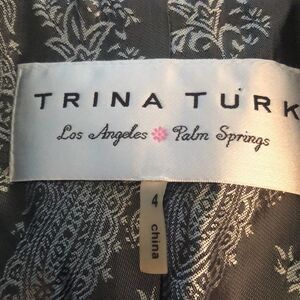 TRINA TURK
Los Angeles Palm Springs
4
china